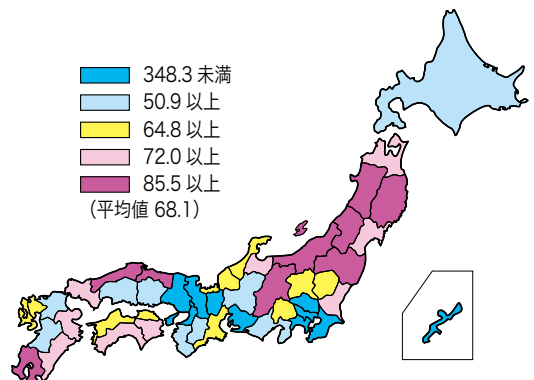 348.3 未満
50.9 以上
64.8 以上
72.0 以上
85.5 以上
（平均値 68.1）